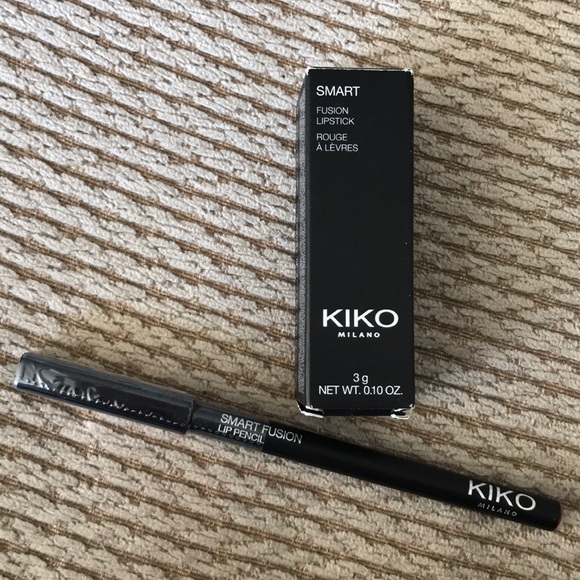 SMART
FUSION
LIPSTICK
ROUGE
À LÈVRES
KIKO
MILANO
3 g
NET WT. 0.10 OZ.
SMART FUSION
LIP PENCIL
KIKO
MILANO